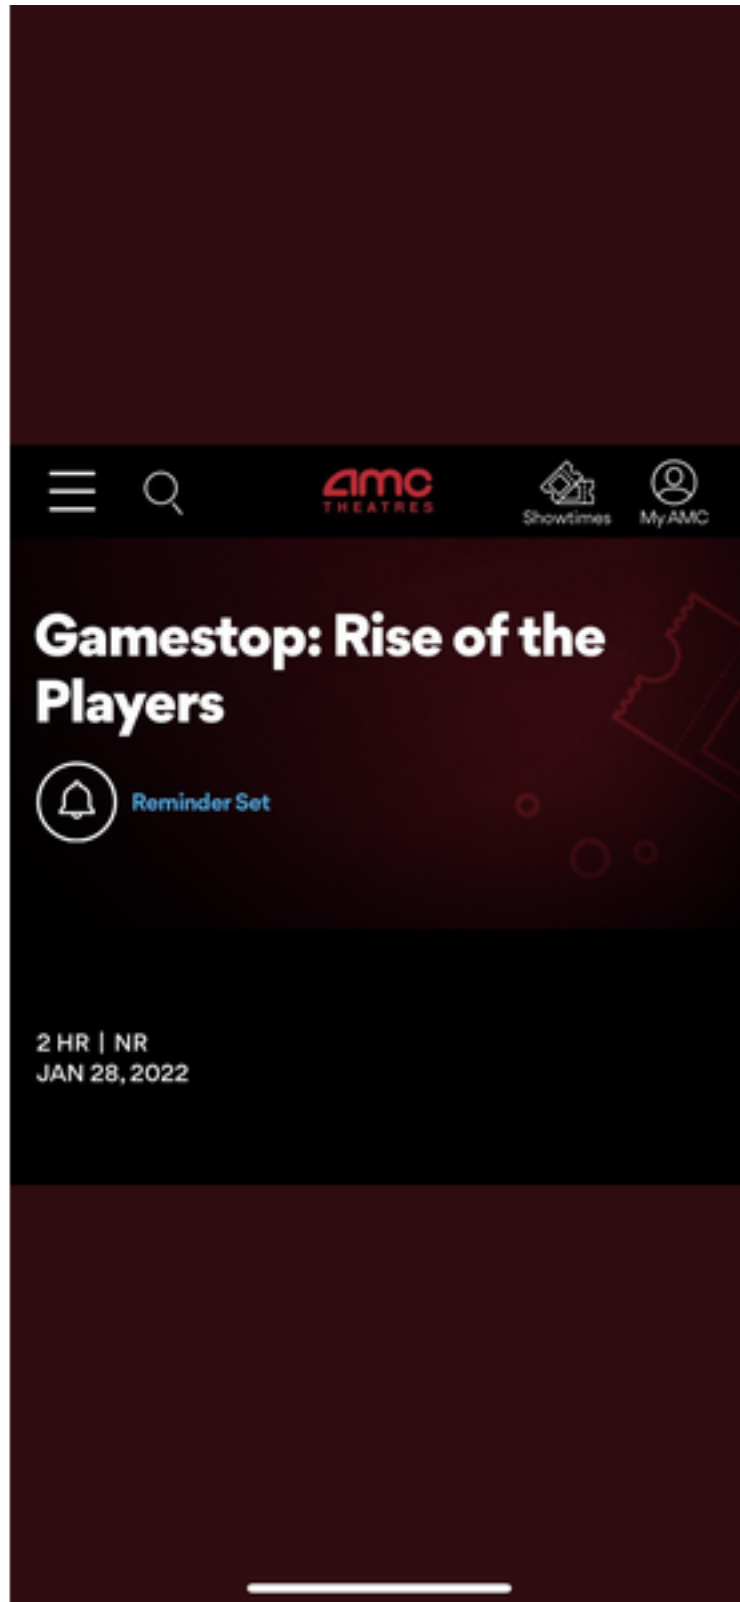 amc
THEATRES
Showtimes
My AMC
Gamestop: Rise of the
Players
Reminder Set
2 HR | NR
JAN 28, 2022